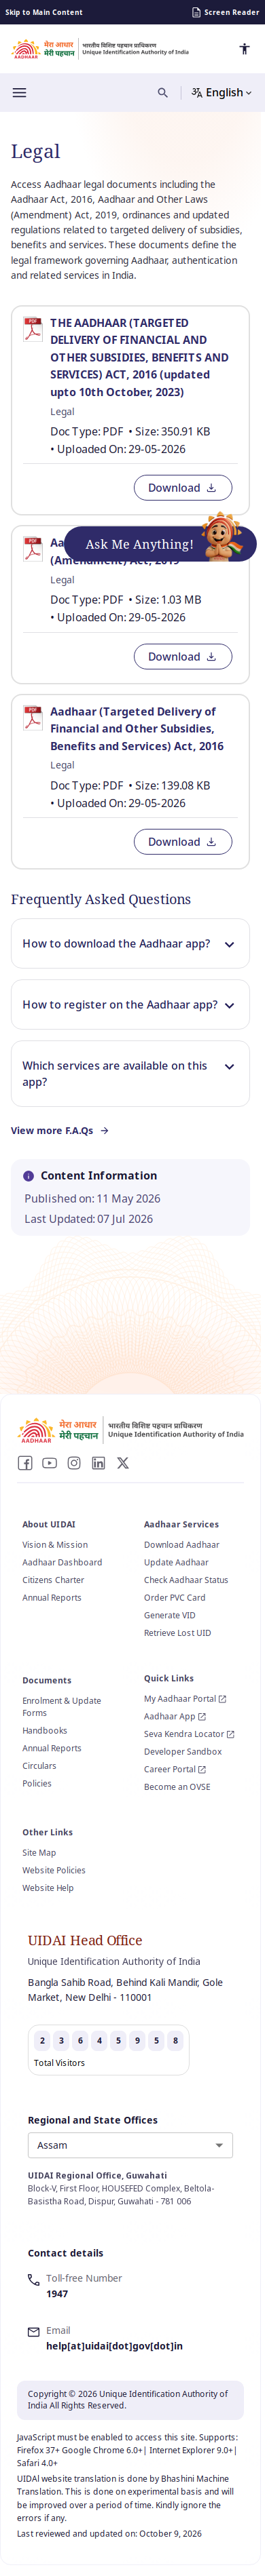 Skip to Main Content
Screen Reader
मेरा आधार
मेरी पहचान
भारतीय विशिष्ट पहचान प्राधिकरण
Unique Identification Authority of India
English
Legal
Access Aadhaar legal documents including the
Aadhaar Act, 2016, Aadhaar and Other Laws
(Amendment) Act, 2019, ordinances and updated
regulations related to targeted delivery of subsidies,
benefits and services. These documents define the
legal framework governing Aadhaar, authentication
and related services in India.
PDF
THE AADHAAR (TARGETED
DELIVERY OF FINANCIAL AND
OTHER SUBSIDIES, BENEFITS AND
SERVICES) ACT, 2016 (updated
upto 10th October, 2023)
Legal
Doc Type: PDF • Size: 350.91 KB
• Uploaded On: 29-05-2026
Download
PDF
Ask Me Anything!
(Amendment) Act, 2019
Legal
Doc Type: PDF • Size: 1.03 MB
• Uploaded On: 29-05-2026
Download
PDF
Aadhaar (Targeted Delivery of
Financial and Other Subsidies,
Benefits and Services) Act, 2016
Legal
Doc Type: PDF • Size: 139.08 KB
• Uploaded On: 29-05-2026
Download
Frequently Asked Questions
How to download the Aadhaar app?
How to register on the Aadhaar app?
Which services are available on this
app?
View more F.A.Qs
Content Information
Published on: 11 May 2026
Last Updated: 07 Jul 2026
मेरा आधार
मेरी पहचान
भारतीय विशिष्ट पहचान प्राधिकरण
Unique Identification Authority of India
About UIDAI
Vision & Mission
Aadhaar Dashboard
Citizens Charter
Annual Reports
Aadhaar Services
Download Aadhaar
Update Aadhaar
Check Aadhaar Status
Order PVC Card
Generate VID
Retrieve Lost UID
Documents
Enrolment & Update
Forms
Handbooks
Annual Reports
Circulars
Policies
Quick Links
My Aadhaar Portal
Aadhaar App
Seva Kendra Locator
Developer Sandbox
Career Portal
Become an OVSE
Other Links
Site Map
Website Policies
Website Help
UIDAI Head Office
Unique Identification Authority of India
Bangla Sahib Road, Behind Kali Mandir, Gole
Market, New Delhi - 110001
2 3 6 4 5 9 5 8
Total Visitors
Regional and State Offices
Assam
UIDAI Regional Office, Guwahati
Block-V, First Floor, HOUSEFED Complex, Beltola-
Basistha Road, Dispur, Guwahati - 781 006
Contact details
Toll-free Number
1947
Email
help[at]uidai[dot]gov[dot]in
Copyright © 2026 Unique Identification Authority of
India All Rights Reserved.
JavaScript must be enabled to access this site. Supports:
Firefox 37+ Google Chrome 6.0+| Internet Explorer 9.0+|
Safari 4.0+
UIDAI website translation is done by Bhashini Machine
Translation. This is done on experimental basis and will
be improved over a period of time. Kindly ignore the
errors if any.
Last reviewed and updated on: October 9, 2026